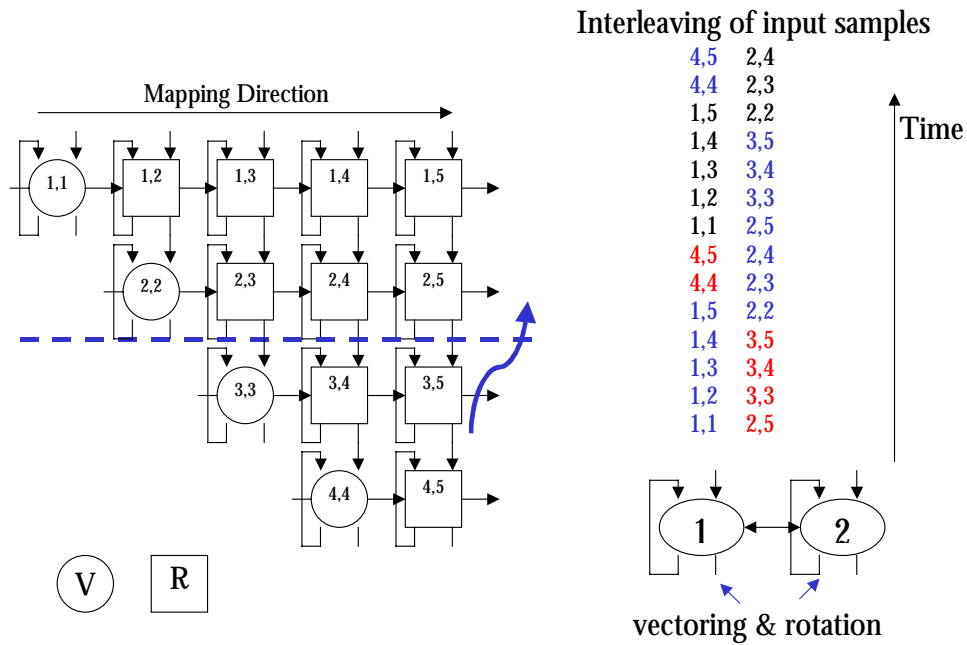 Interleaving of input samples
4,5 2,4
4,4 2,3
1,5 2,2
1,4 3,5
1,3 3,4
1,2 3,3
1,1 2,5
4,5 2,4
4,4 2,3
1,5 2,2
1,4 3,5
1,3 3,4
1,2 3,3
1,1 2,5
Time
Mapping Direction
1,1 1,2 1,3 1,4 1,5
2,2 2,3 2,4 2,5
3,3 3,4 3,5
4,4 4,5
V R
1 2
vectoring & rotation